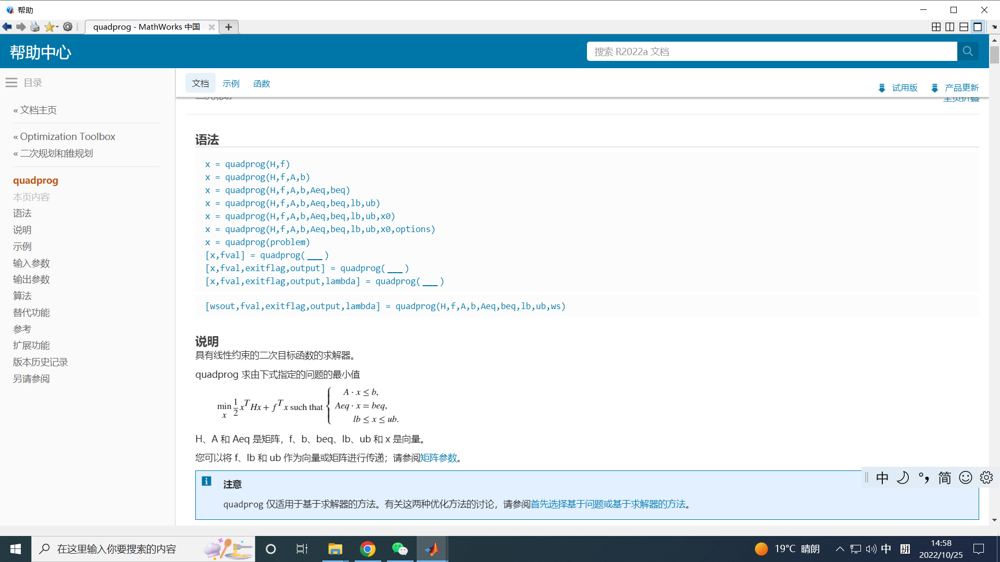 帮助
quadprog - MathWorks 中国
帮助中心
搜索 R2022a 文档
目录
« 文档主页
« Optimization Toolbox
« 二次规划和锥规划
quadprog
本页内容
语法
说明
示例
输入参数
输出参数
算法
替代功能
参考
扩展功能
版本历史记录
另请参阅
文档 示例 函数
试用版 产品更新
二次规划
全页折叠
语法
x = quadprog(H,f)
x = quadprog(H,f,A,b)
x = quadprog(H,f,A,b,Aeq,beq)
x = quadprog(H,f,A,b,Aeq,beq,lb,ub)
x = quadprog(H,f,A,b,Aeq,beq,lb,ub,x0)
x = quadprog(H,f,A,b,Aeq,beq,lb,ub,x0,options)
x = quadprog(problem)
[x,fval] = quadprog(___)
[x,fval,exitflag,output] = quadprog(___)
[x,fval,exitflag,output,lambda] = quadprog(___)
[wsout,fval,exitflag,output,lambda] = quadprog(H,f,A,b,Aeq,beq,lb,ub,ws)
说明
具有线性约束的二次目标函数的求解器。
quadprog 求由下式指定的问题的最小值
min x 1/2 x^T Hx + f^T x such that { A · x ≤ b,
Aeq · x = beq,
lb ≤ x ≤ ub.
H、A 和 Aeq 是矩阵，f、b、beq、lb、ub 和 x 是向量。
您可以将 f、lb 和 ub 作为向量或矩阵进行传递；请参阅矩阵参数。
注意
quadprog 仅适用于基于求解器的方法。有关这两种优化方法的讨论，请参阅首先选择基于问题或基于求解器的方法。
中 °, 简
在这里输入你要搜索的内容
19°C 晴朗
中 拼
14:58
2022/10/25